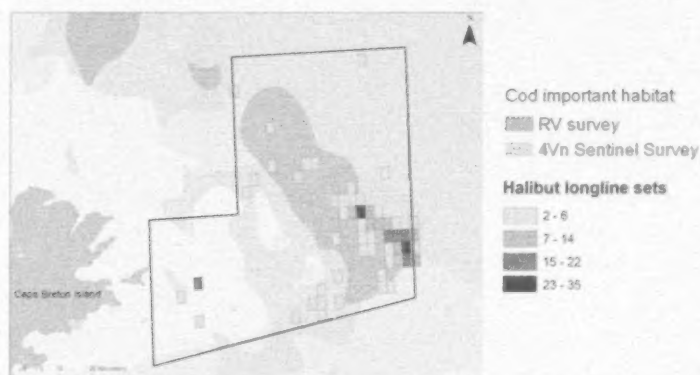 N
Cod important habitat
RV survey
4Vn Sentinel Survey
Halibut longline sets
2 - 6
7 - 14
15 - 22
23 - 35
Cape Breton Island